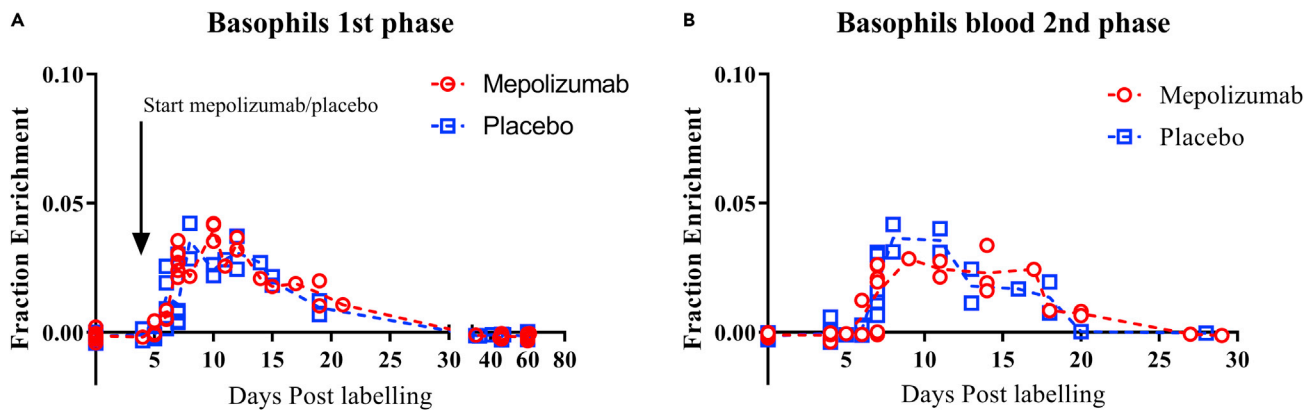 A
Basophils 1st phase
0.10
0.05
0.00
Fraction Enrichment
Start mepolizumab/placebo
Mepolizumab
Placebo
5 10 15 20 25 30 40 60 80
Days Post labelling
B
Basophils blood 2nd phase
0.10
0.05
0.00
Fraction Enrichment
Mepolizumab
Placebo
5 10 15 20 25 30
Days Post labelling